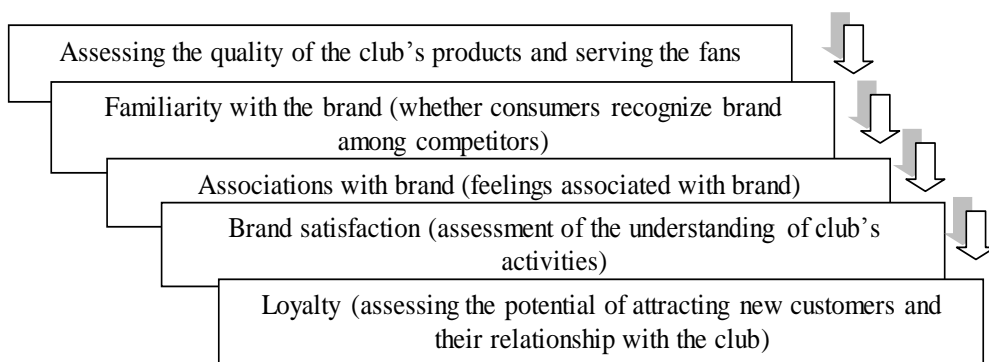 Assessing the quality of the club’s products and serving the fans
Familiarity with the brand (whether consumers recognize brand
among competitors)
Associations with brand (feelings associated with brand)
Brand satisfaction (assessment of the understanding of club’s
activities)
Loyalty (assessing the potential of attracting new customers and
their relationship with the club)